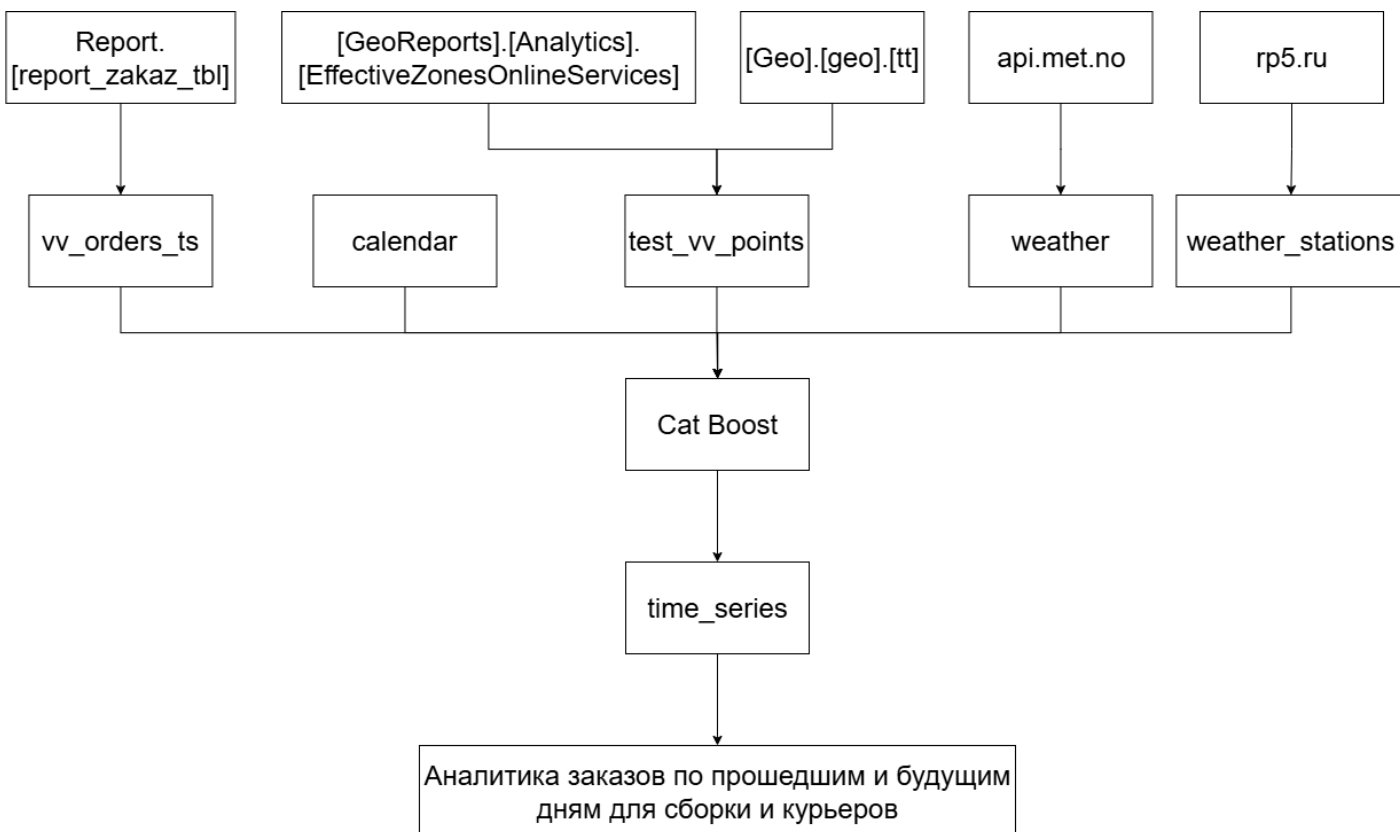 Report.
[report_zakaz_tbl]
[GeoReports].[Analytics].
[EffectiveZonesOnlineServices]
[Geo].[geo].[tt]
api.met.no
rp5.ru
vv_orders_ts
calendar
test_vv_points
weather
weather_stations
Cat Boost
time_series
Аналитика заказов по прошедшим и будущим
дням для сборки и курьеров